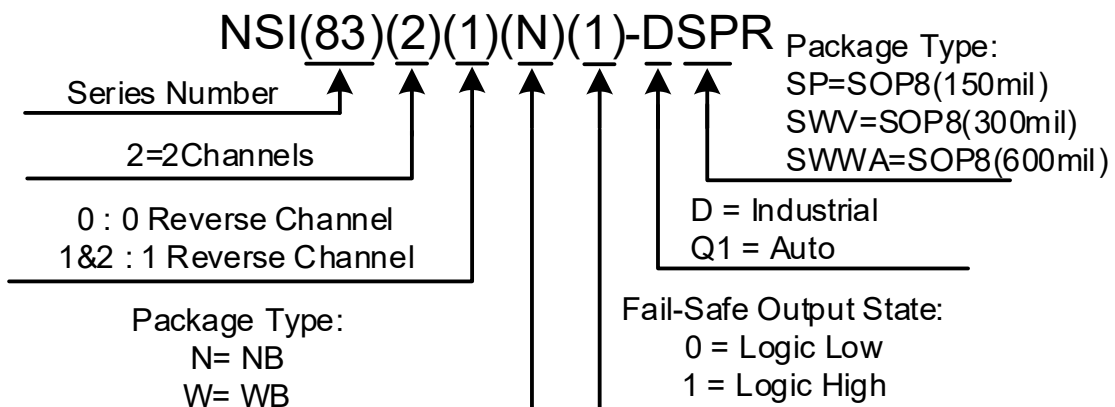 NSI(83)(2)(1)(N)(1)-DSPR
Package Type:
SP=SOP8(150mil)
SWV=SOP8(300mil)
SWWA=SOP8(600mil)
Series Number
2=2Channels
0 : 0 Reverse Channel
1&2 : 1 Reverse Channel
D = Industrial
Q1 = Auto
Package Type:
N= NB
W= WB
Fail-Safe Output State:
0 = Logic Low
1 = Logic High